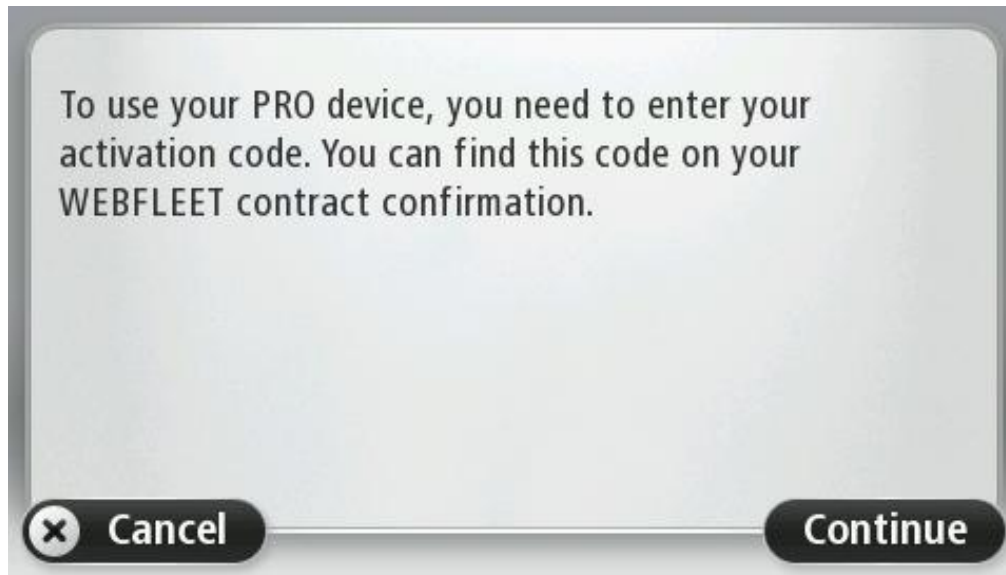 To use your PRO device, you need to enter your
activation code. You can find this code on your
WEBFLEET contract confirmation.
Cancel
Continue